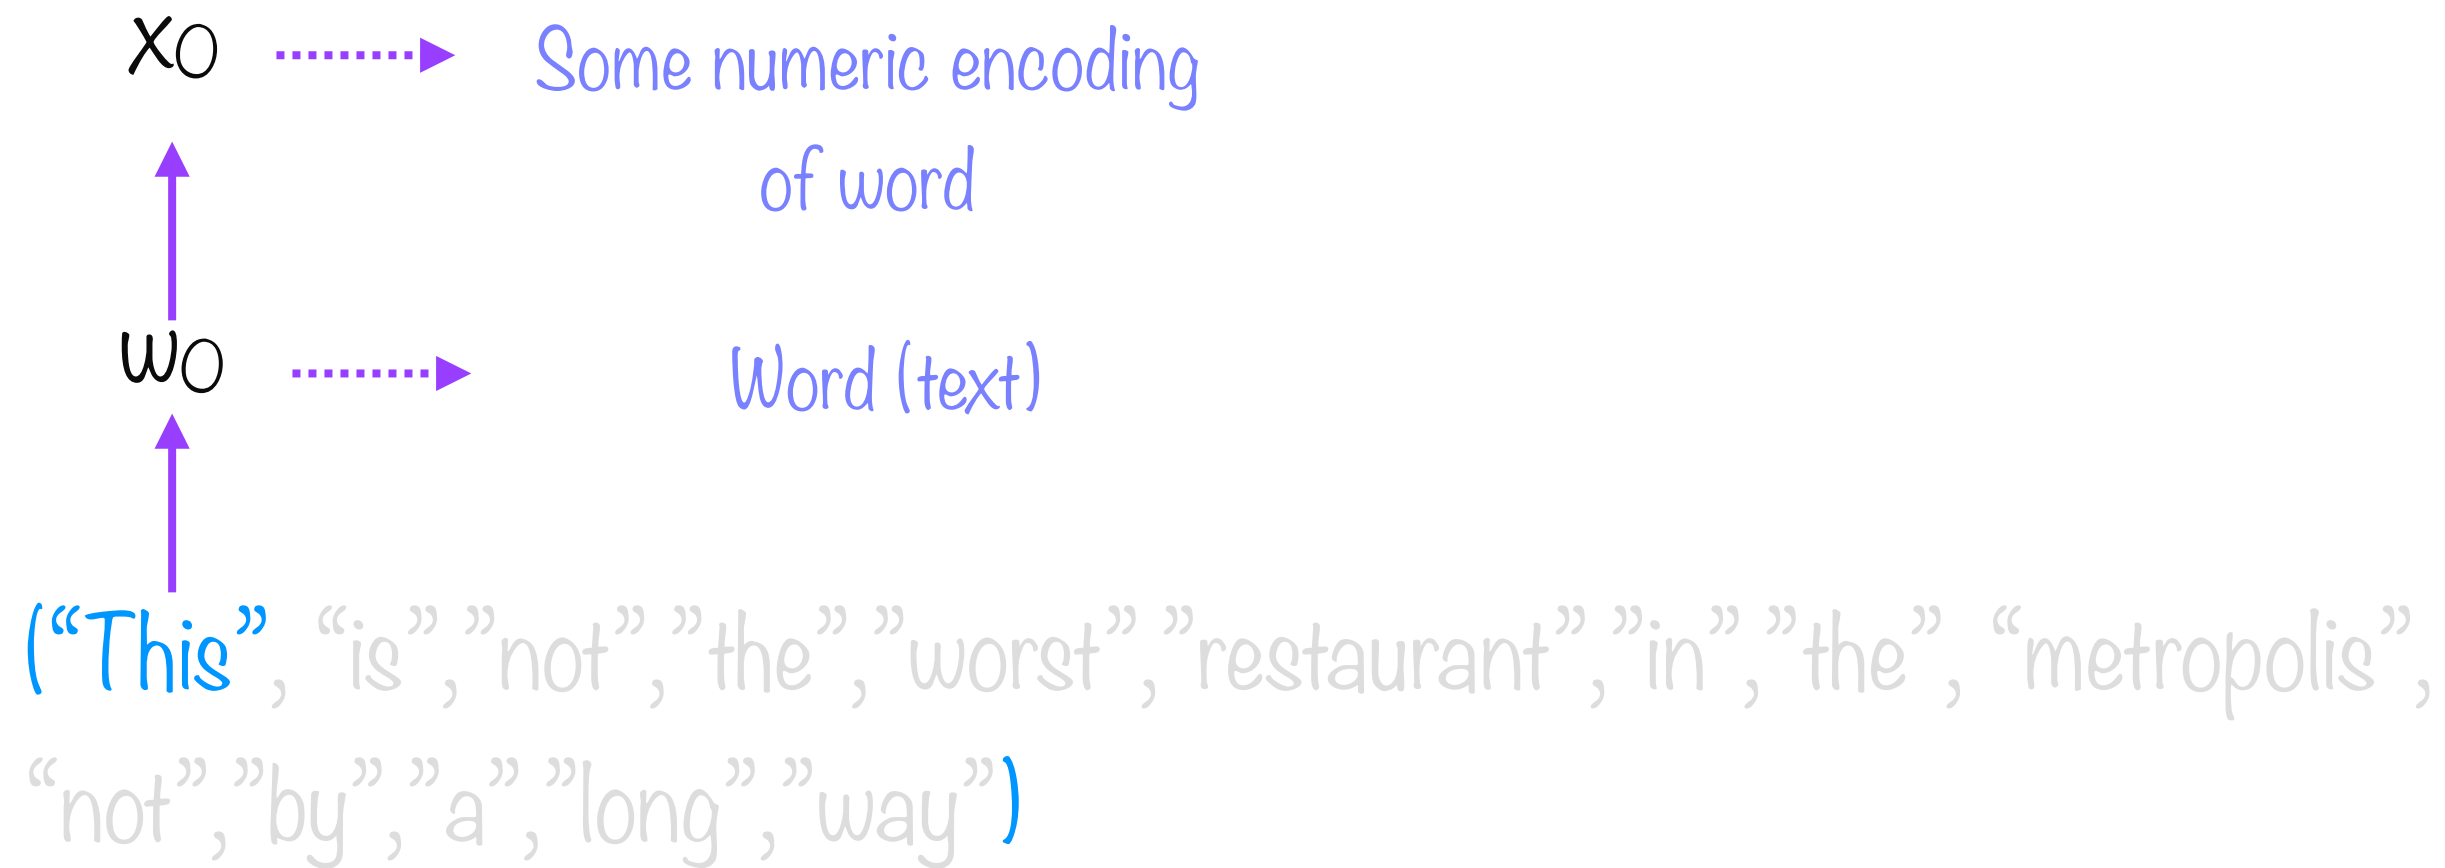 x0 Some numeric encoding
of word
w0 Word (text)
(“This”, “is”,”not”,”the”,”worst”,”restaurant”,”in”,”the”, “metropolis”,
“not”,”by”,”a”,”long”,”way”)